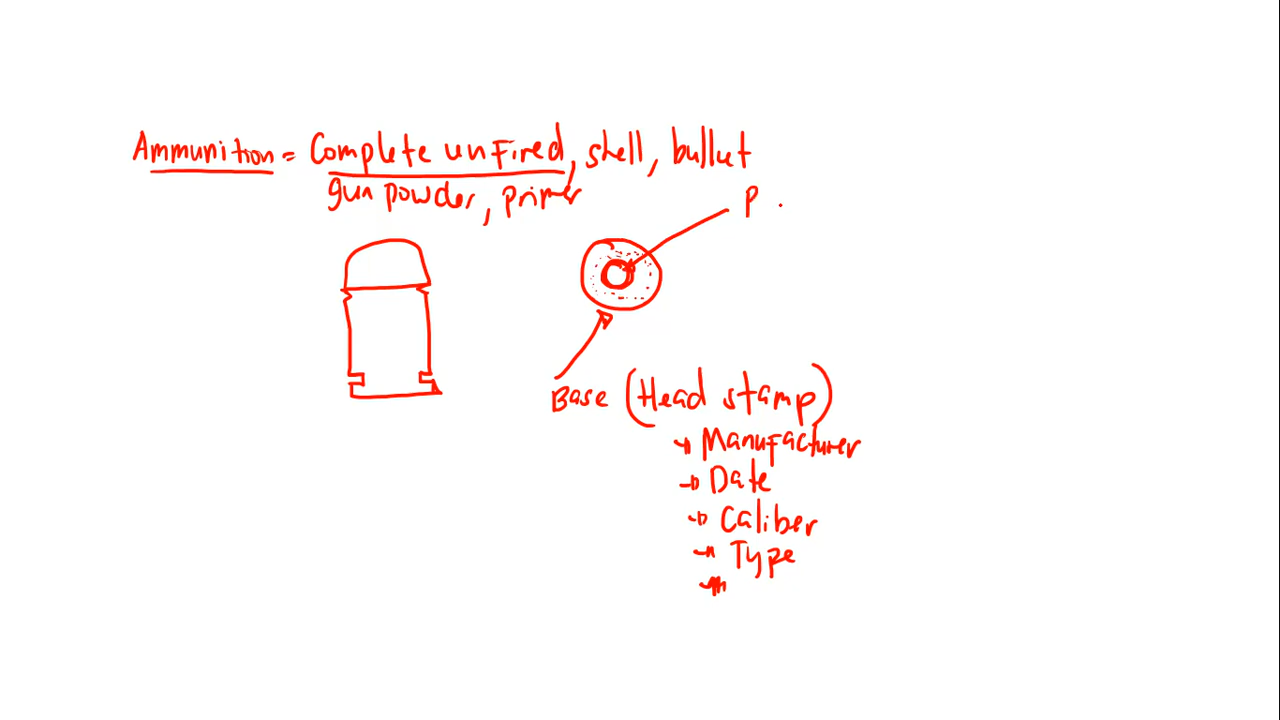 Ammunition = Complete unfired, shell, bullet
gun powder, primer
P .
Base (Head stamp)
Manufacturer
Date
Caliber
Type